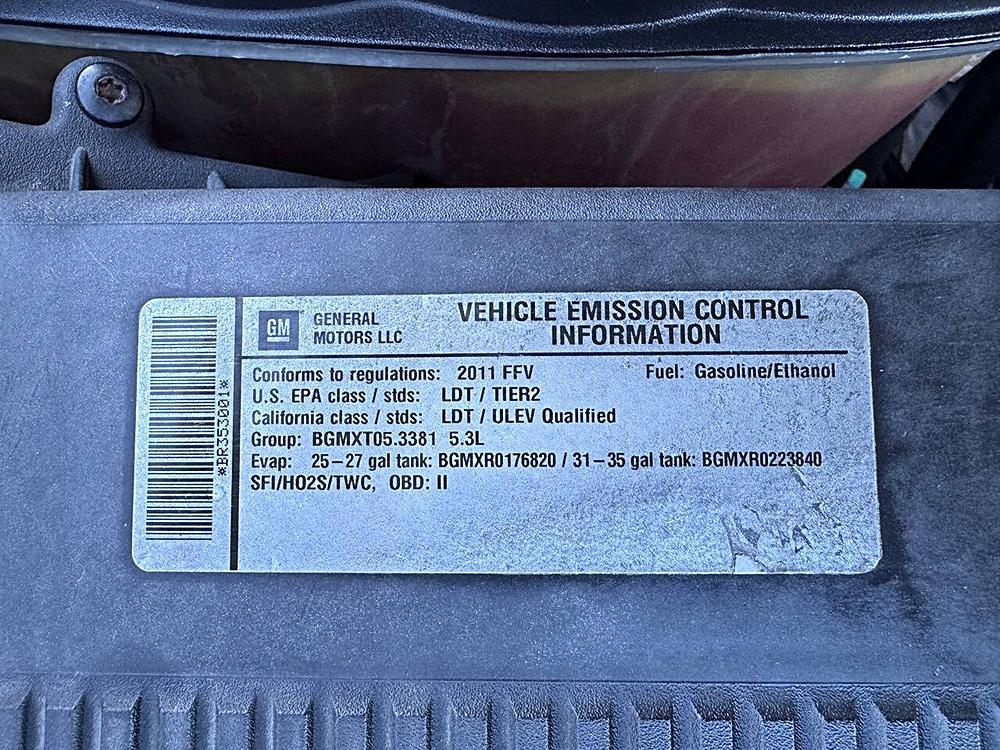 *BR353001*
GM
GENERAL
MOTORS LLC
VEHICLE EMISSION CONTROL
INFORMATION
Conforms to regulations: 2011 FFV Fuel: Gasoline/Ethanol
U.S. EPA class / stds: LDT / TIER2
California class / stds: LDT / ULEV Qualified
Group: BGMXT05.3381 5.3L
Evap: 25–27 gal tank: BGMXR0176820 / 31–35 gal tank: BGMXR0223840
SFI/HO2S/TWC, OBD: II